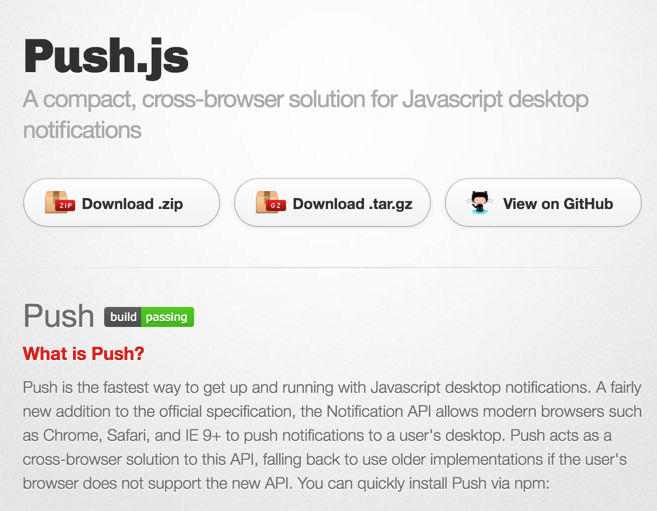 Push.js
A compact, cross-browser solution for Javascript desktop
notifications
ZIP Download .zip
GZ Download .tar.gz
View on GitHub
Push build passing
What is Push?
Push is the fastest way to get up and running with Javascript desktop notifications. A fairly
new addition to the official specification, the Notification API allows modern browsers such
as Chrome, Safari, and IE 9+ to push notifications to a user's desktop. Push acts as a
cross-browser solution to this API, falling back to use older implementations if the user's
browser does not support the new API. You can quickly install Push via npm: